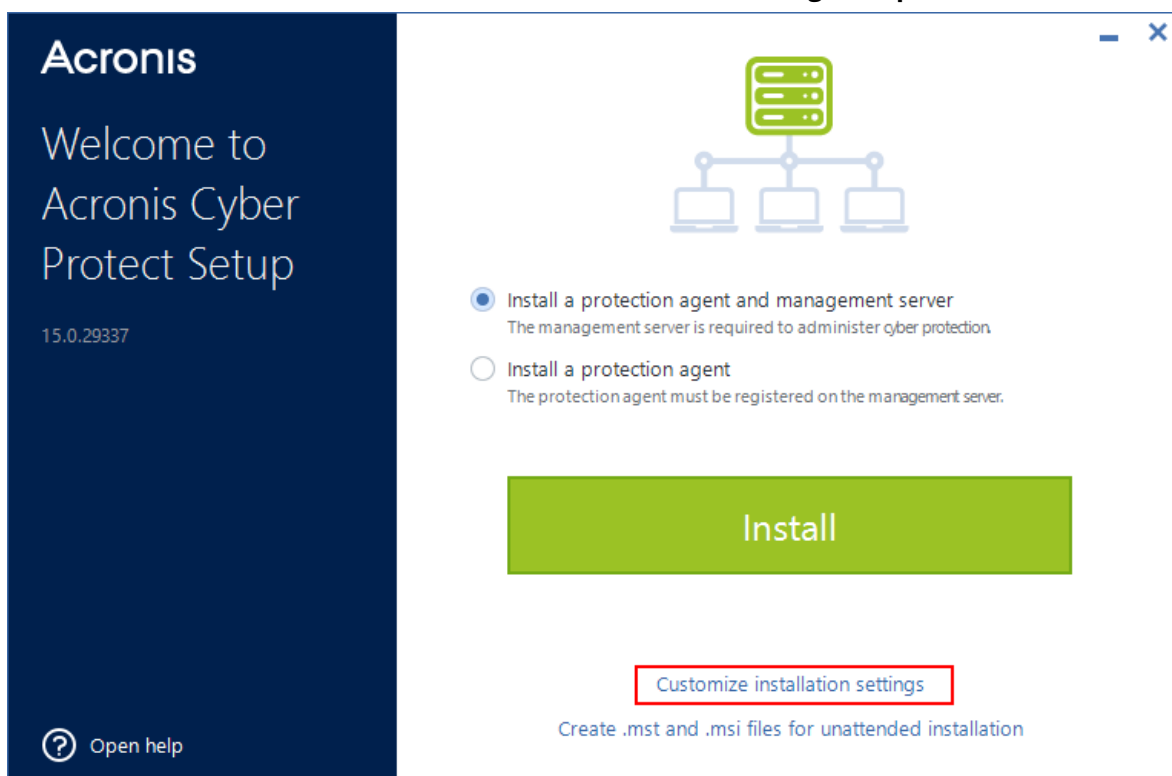 Acronis
Welcome to
Acronis Cyber
Protect Setup
15.0.29337
Open help
Install a protection agent and management server
The management server is required to administer cyber protection.
Install a protection agent
The protection agent must be registered on the management server.
Install
Customize installation settings
Create .mst and .msi files for unattended installation